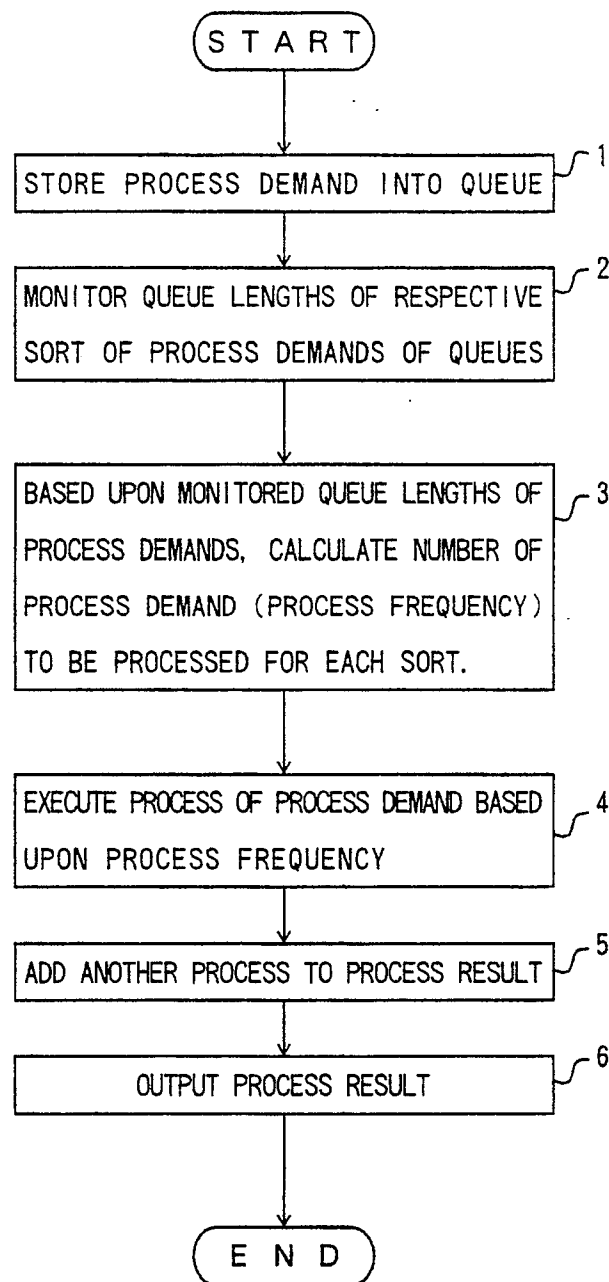 START
1
STORE PROCESS DEMAND INTO QUEUE
2
MONITOR QUEUE LENGTHS OF RESPECTIVE
SORT OF PROCESS DEMANDS OF QUEUES
3
BASED UPON MONITORED QUEUE LENGTHS OF
PROCESS DEMANDS, CALCULATE NUMBER OF
PROCESS DEMAND (PROCESS FREQUENCY)
TO BE PROCESSED FOR EACH SORT.
4
EXECUTE PROCESS OF PROCESS DEMAND BASED
UPON PROCESS FREQUENCY
5
ADD ANOTHER PROCESS TO PROCESS RESULT
6
OUTPUT PROCESS RESULT
END